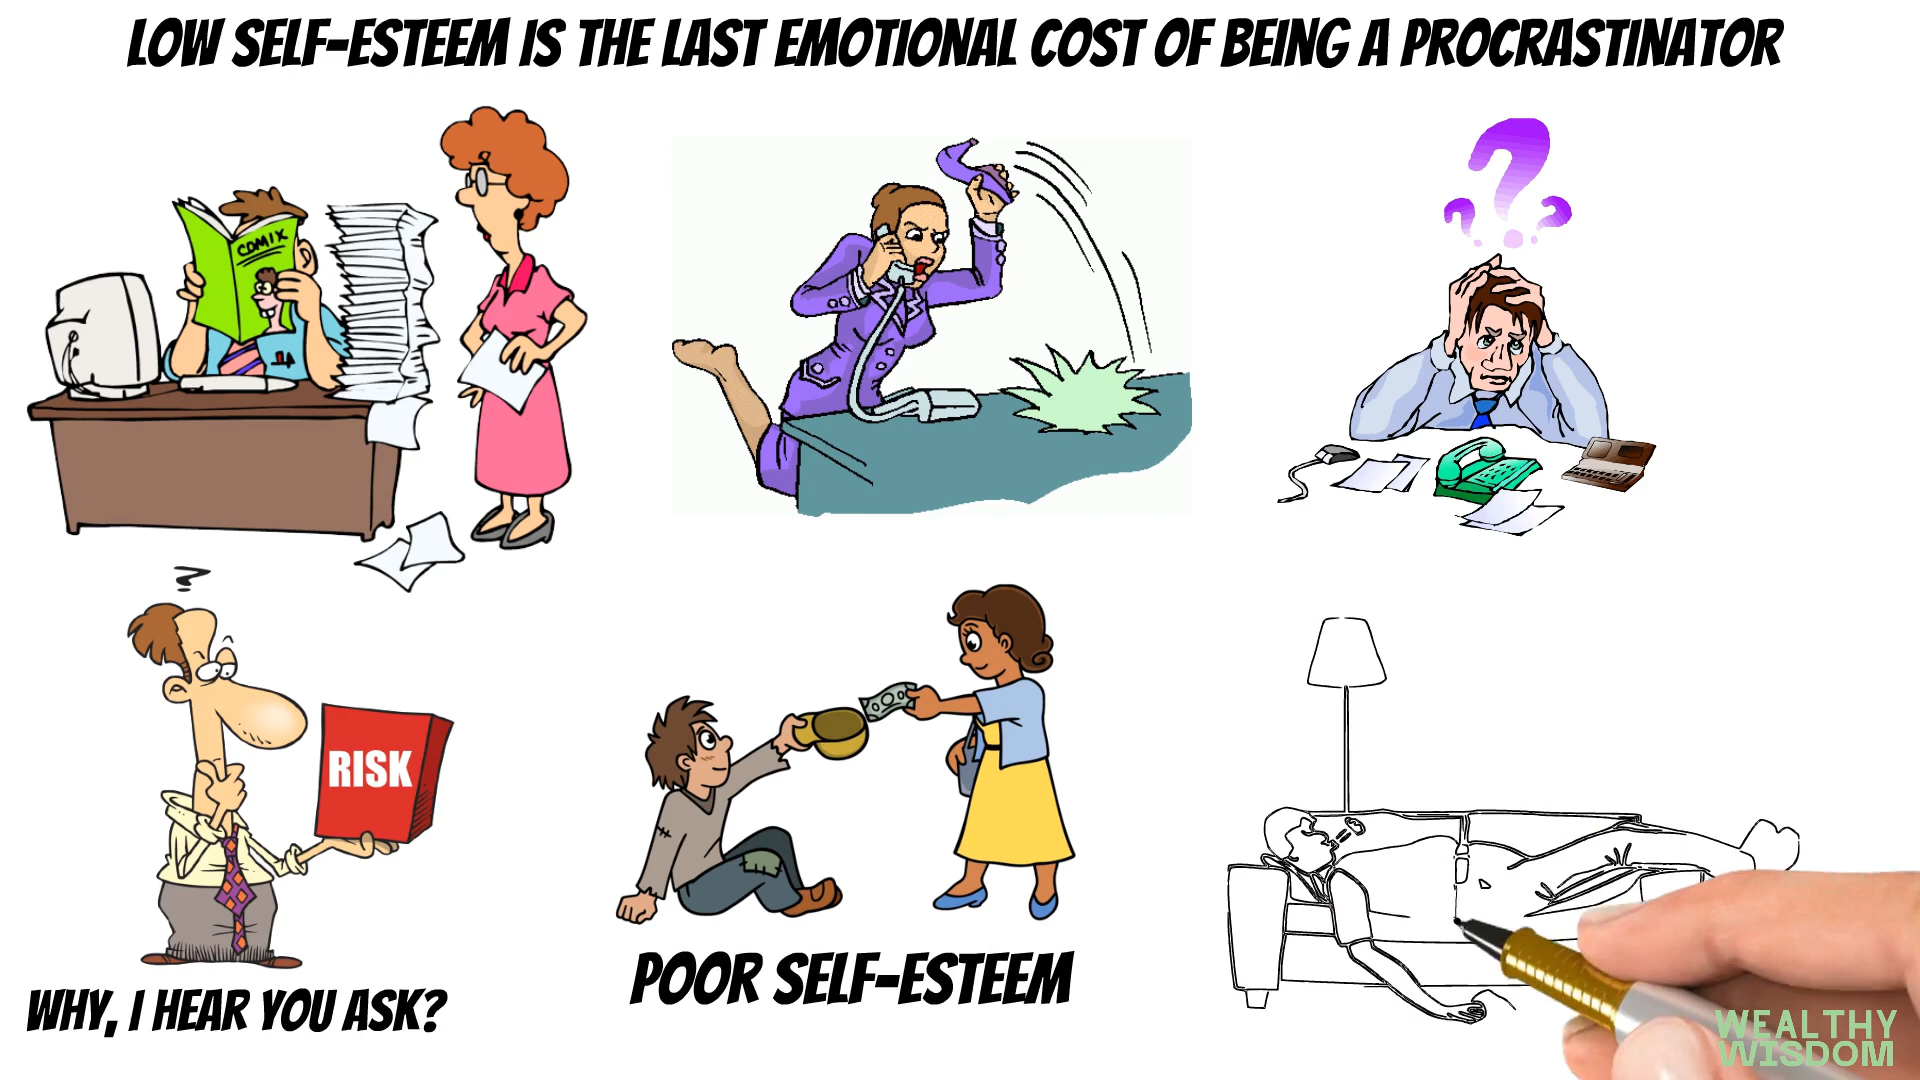 LOW SELF-ESTEEM IS THE LAST EMOTIONAL COST OF BEING A PROCRASTINATOR
COMIX
RISK
WHY, I HEAR YOU ASK?
POOR SELF-ESTEEM
WEALTHY
WISDOM